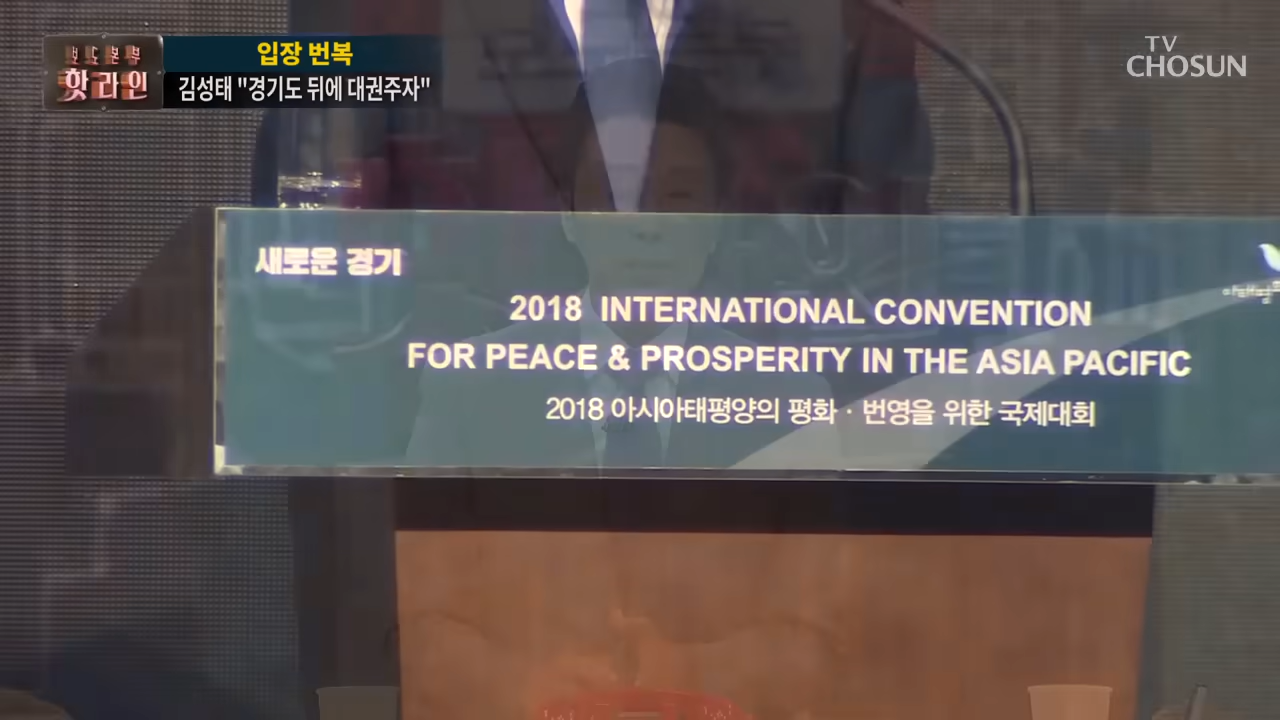 보도본부
핫라인
입장 번복
김성태 "경기도 뒤에 대권주자"
TV
CHOSUN
새로운 경기
2018 INTERNATIONAL CONVENTION
FOR PEACE & PROSPERITY IN THE ASIA PACIFIC
2018 아시아태평양의 평화 · 번영을 위한 국제대회